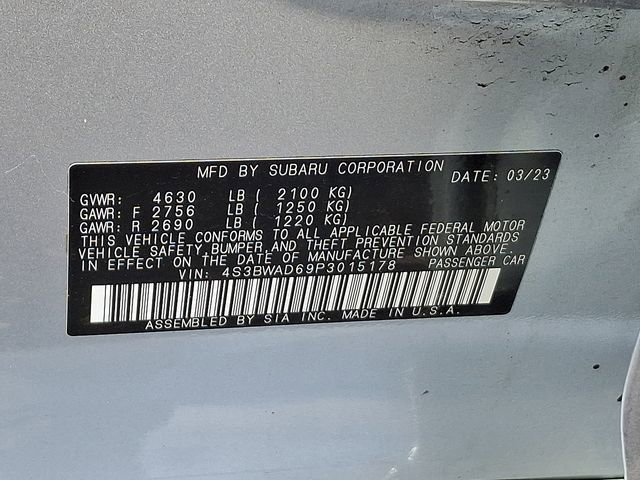 MFD BY SUBARU CORPORATION DATE: 03/23
GVWR: 4630 LB ( 2100 KG)
GAWR: F 2756 LB ( 1250 KG)
GAWR: R 2690 LB ( 1220 KG)
THIS VEHICLE CONFORMS TO ALL APPLICABLE FEDERAL MOTOR
VEHICLE SAFETY,BUMPER,AND THEFT PREVENTION STANDARDS
IN EFFECT ON THE DATE OF MANUFACTURE SHOWN ABOVE.
VIN: 4S3BWAD69P3015178 PASSENGER CAR
ASSEMBLED BY SIA INC. MADE IN U.S.A.